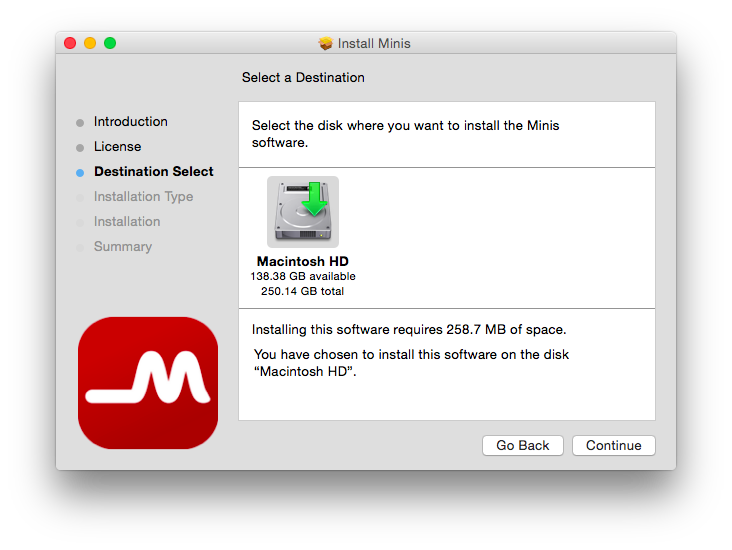 Install Minis
Select a Destination
Introduction
License
Destination Select
Installation Type
Installation
Summary
Select the disk where you want to install the Minis
software.
Macintosh HD
138.38 GB available
250.14 GB total
Installing this software requires 258.7 MB of space.
You have chosen to install this software on the disk
“Macintosh HD”.
Go Back
Continue